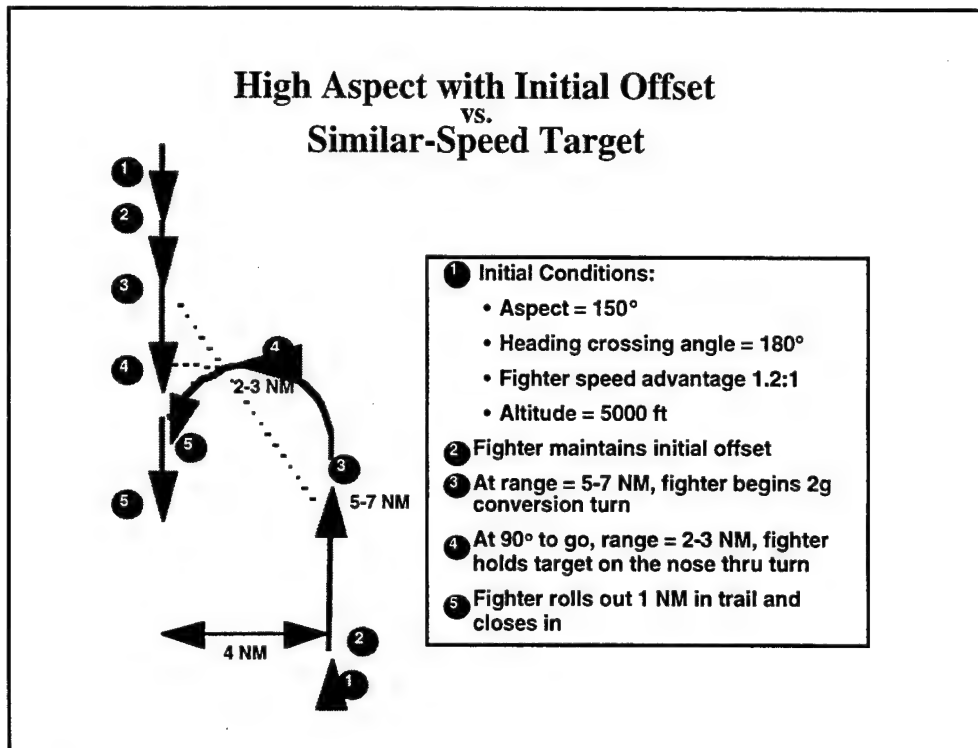 High Aspect with Initial Offset
vs.
Similar-Speed Target
1
2
3
4
5
5
4
2-3 NM
3
5-7 NM
4 NM
2
1
1 Initial Conditions:
• Aspect = 150°
• Heading crossing angle = 180°
• Fighter speed advantage 1.2:1
• Altitude = 5000 ft
2 Fighter maintains initial offset
3 At range = 5-7 NM, fighter begins 2g
conversion turn
4 At 90° to go, range = 2-3 NM, fighter
holds target on the nose thru turn
5 Fighter rolls out 1 NM in trail and
closes in